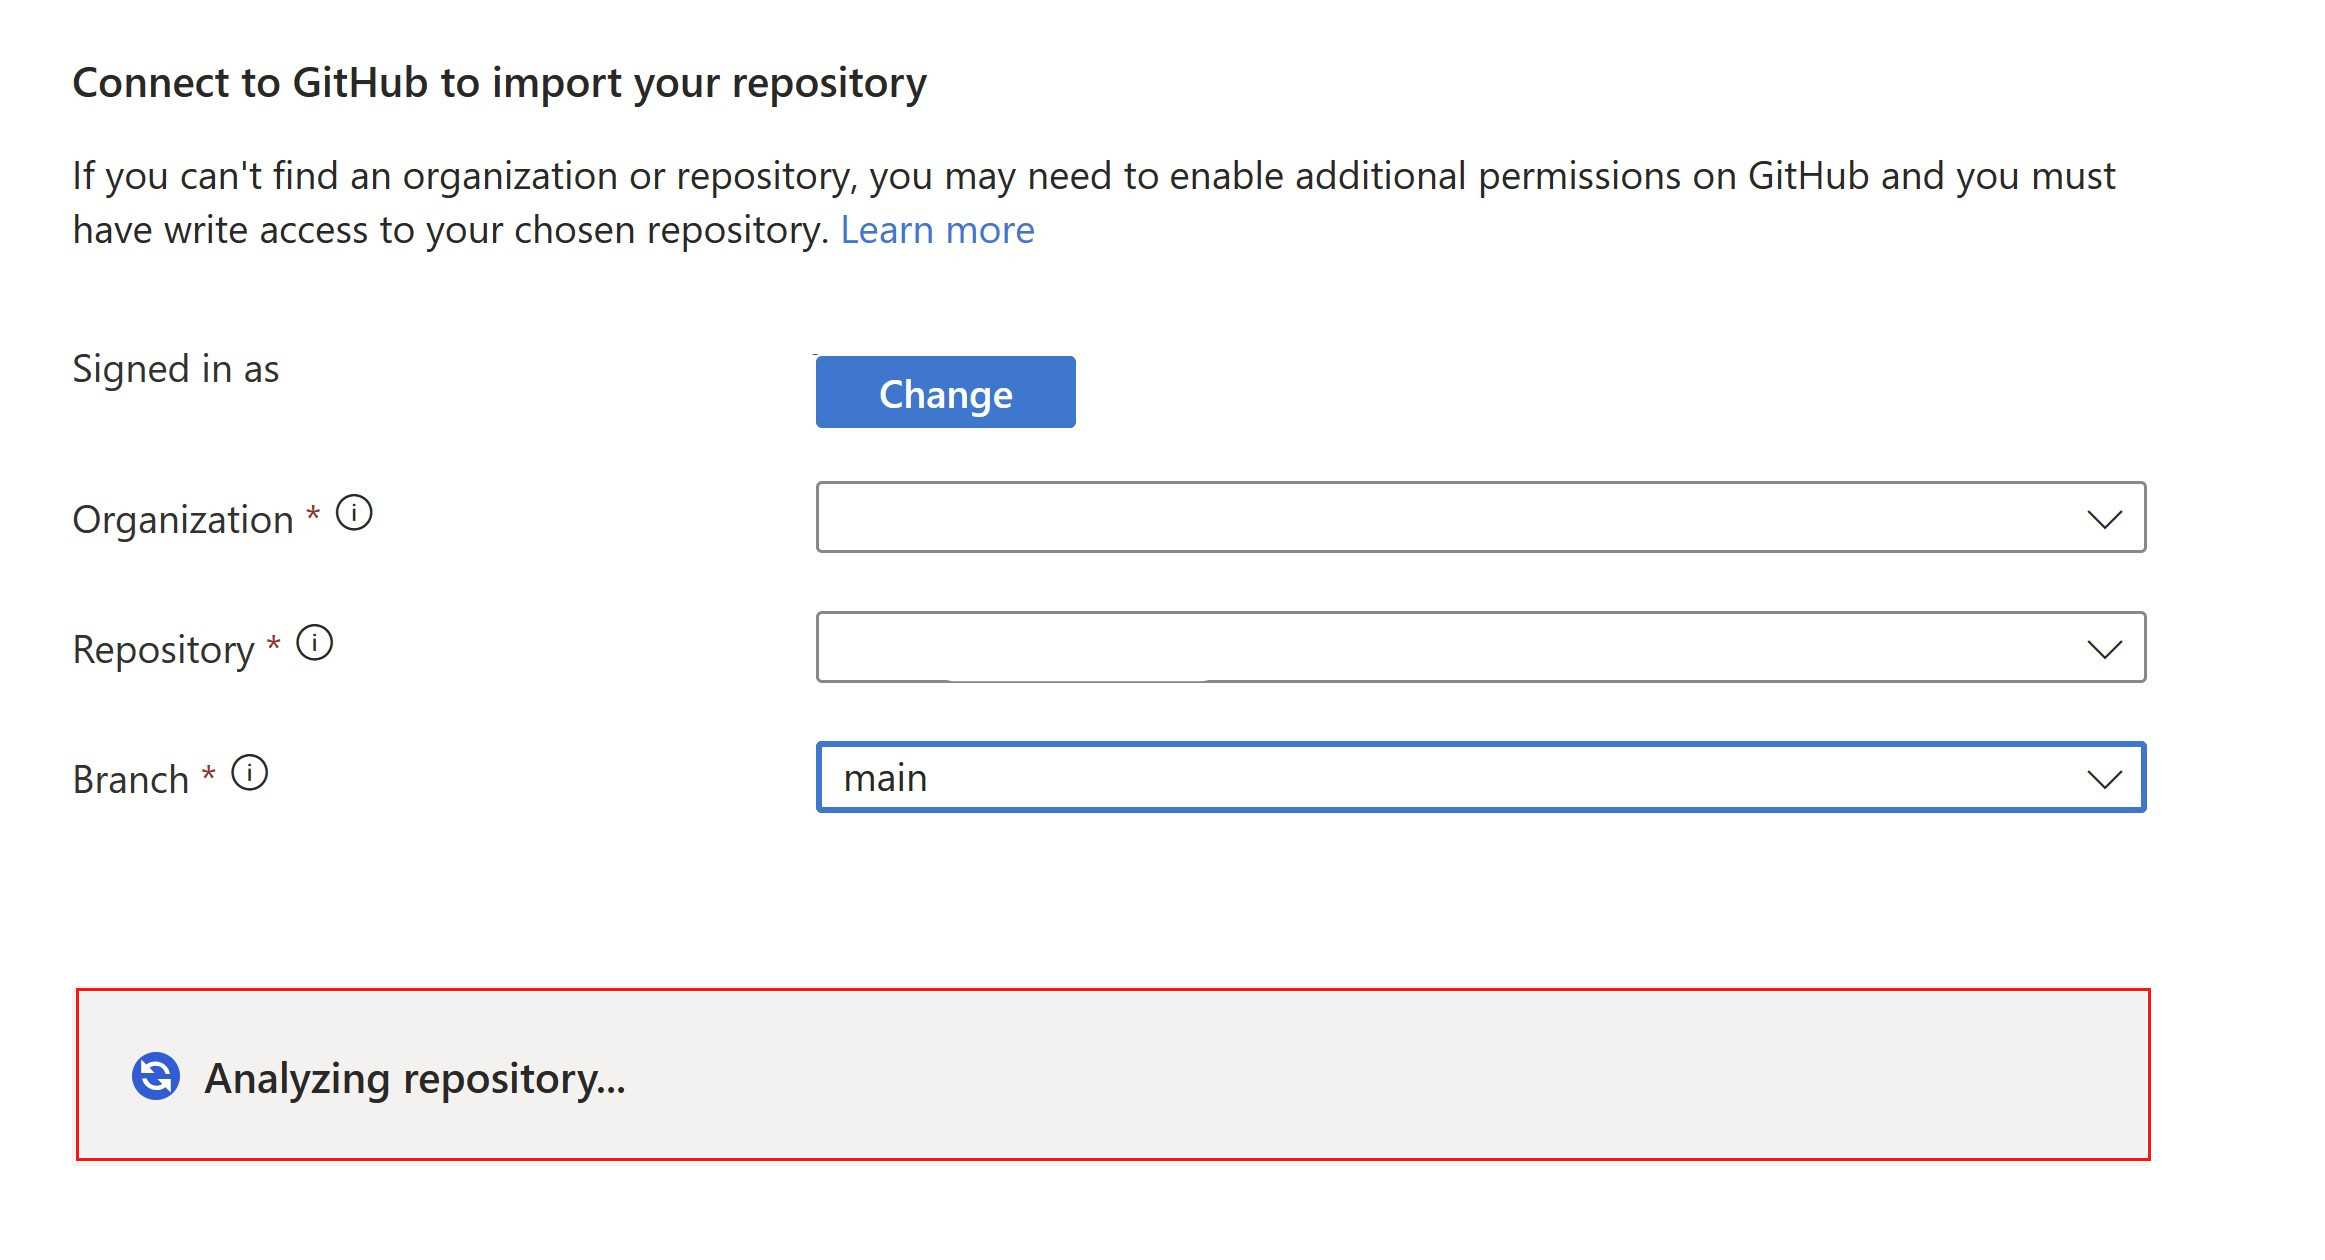 Connect to GitHub to import your repository
If you can't find an organization or repository, you may need to enable additional permissions on GitHub and you must
have write access to your chosen repository. Learn more
Signed in as
Change
Organization *
Repository *
Branch *
main
Analyzing repository...